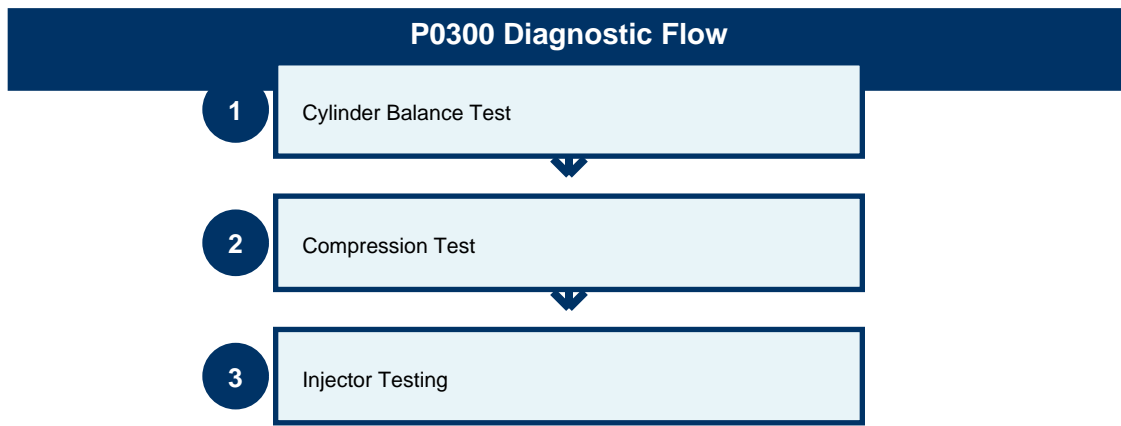 P0300 Diagnostic Flow
1 Cylinder Balance Test
2 Compression Test
3 Injector Testing